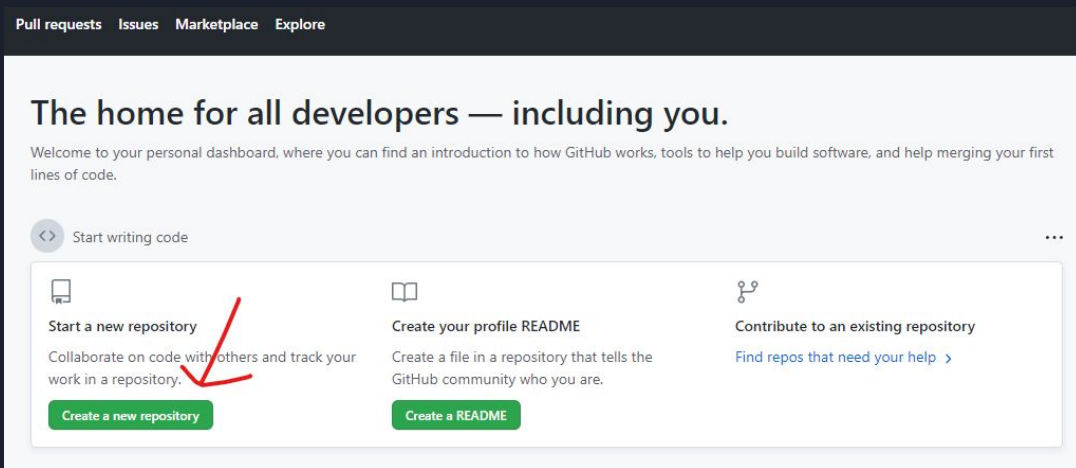 Pull requests Issues Marketplace Explore
The home for all developers — including you.
Welcome to your personal dashboard, where you can find an introduction to how GitHub works, tools to help you build software, and help merging your first
lines of code.
<> Start writing code
...
Start a new repository
Collaborate on code with others and track your
work in a repository.
Create a new repository
Create your profile README
Create a file in a repository that tells the
GitHub community who you are.
Create a README
Contribute to an existing repository
Find repos that need your help >